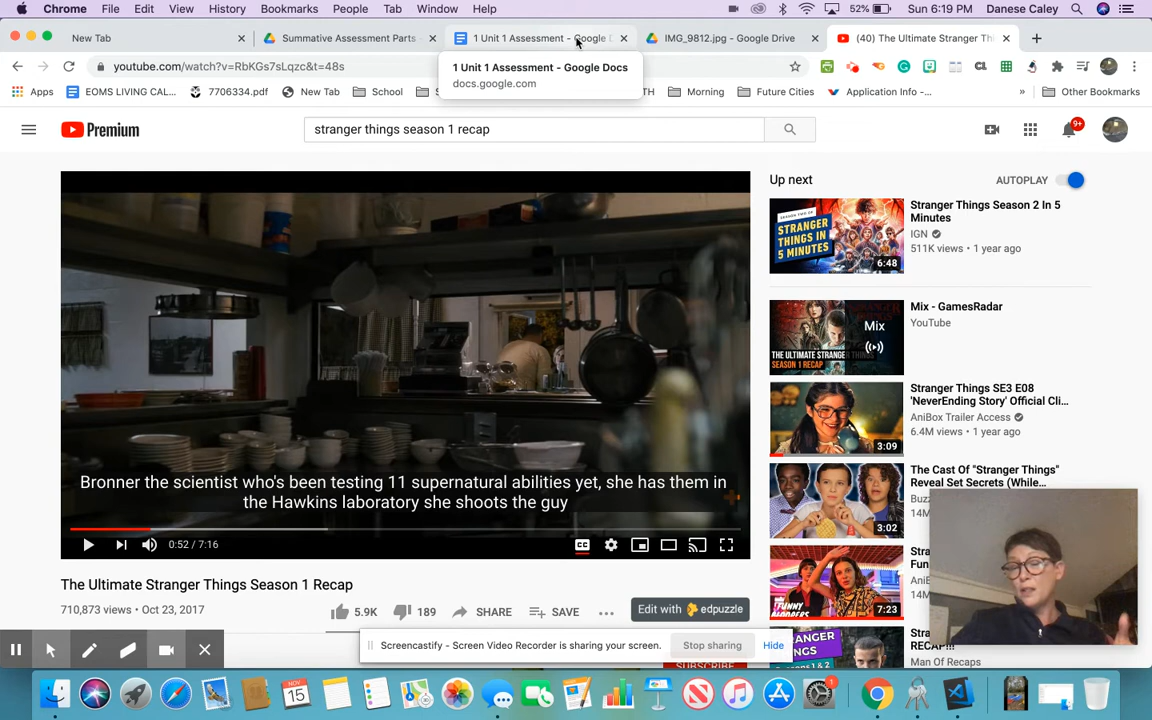 Chrome File Edit View History Bookmarks People Tab Window Help 52% Sun 6:19 PM Danese Caley
New Tab Summative Assessment Parts 1 Unit 1 Assessment - Google D IMG_9812.jpg - Google Drive (40) The Ultimate Stranger Th
youtube.com/watch?v=RbKGs7sLqzc&t=48s
1 Unit 1 Assessment - Google Docs
docs.google.com
Apps EOMS LIVING CAL... 7706334.pdf New Tab School Morning Future Cities Application Info -... » Other Bookmarks
Premium
stranger things season 1 recap
9+
Up next AUTOPLAY
Stranger Things Season 2 In 5
Minutes
IGN
511K views • 1 year ago
STRANGER
THINGS IN
5 MINUTES
6:48
Mix - GamesRadar
YouTube
Mix
THE ULTIMATE STRANGER THINGS
SEASON 1 RECAP
Stranger Things SE3 E08
'NeverEnding Story' Official Cli...
AniBox Trailer Access
6.4M views • 1 year ago
3:09
The Cast Of "Stranger Things"
Reveal Set Secrets (While...
3:02
7:23
Man Of Recaps
Bronner the scientist who's been testing 11 supernatural abilities yet, she has them in
the Hawkins laboratory she shoots the guy
0:52 / 7:16
The Ultimate Stranger Things Season 1 Recap
710,873 views • Oct 23, 2017
5.9K 189 SHARE SAVE ... Edit with edpuzzle
Screencastify - Screen Video Recorder is sharing your screen. Stop sharing Hide
NOV
15
1